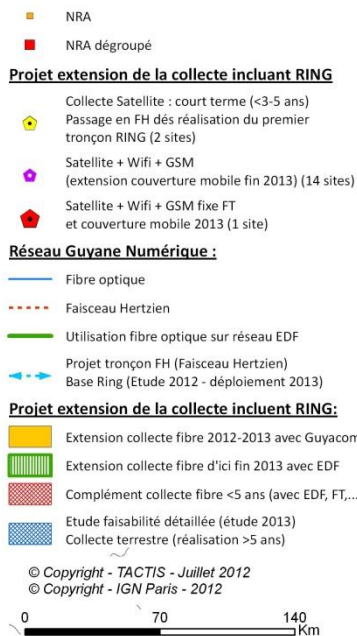 NRA
NRA dégroupé
Projet extension de la collecte incluant RING
Collecte Satellite : court terme (<3-5 ans)
Passage en FH dés réalisation du premier
tronçon RING (2 sites)
Satellite + Wifi + GSM
(extension couverture mobile fin 2013) (14 sites)
Satellite + Wifi + GSM fixe FT
et couverture mobile 2013 (1 site)
Réseau Guyane Numérique :
Fibre optique
Faisceau Hertzien
Utilisation fibre optique sur réseau EDF
Projet tronçon FH (Faisceau Hertzien)
Base Ring (Etude 2012 - déploiement 2013)
Projet extension de la collecte incluent RING:
Extension collecte fibre 2012-2013 avec Guyacom
Extension collecte fibre d'ici fin 2013 avec EDF
Complément collecte fibre <5 ans (avec EDF, FT,...
Etude faisabilité détaillée (étude 2013)
Collecte terrestre (réalisation >5 ans)
© Copyright - TACTIS - Juillet 2012
© Copyright - IGN Paris - 2012
0 70 140
Km